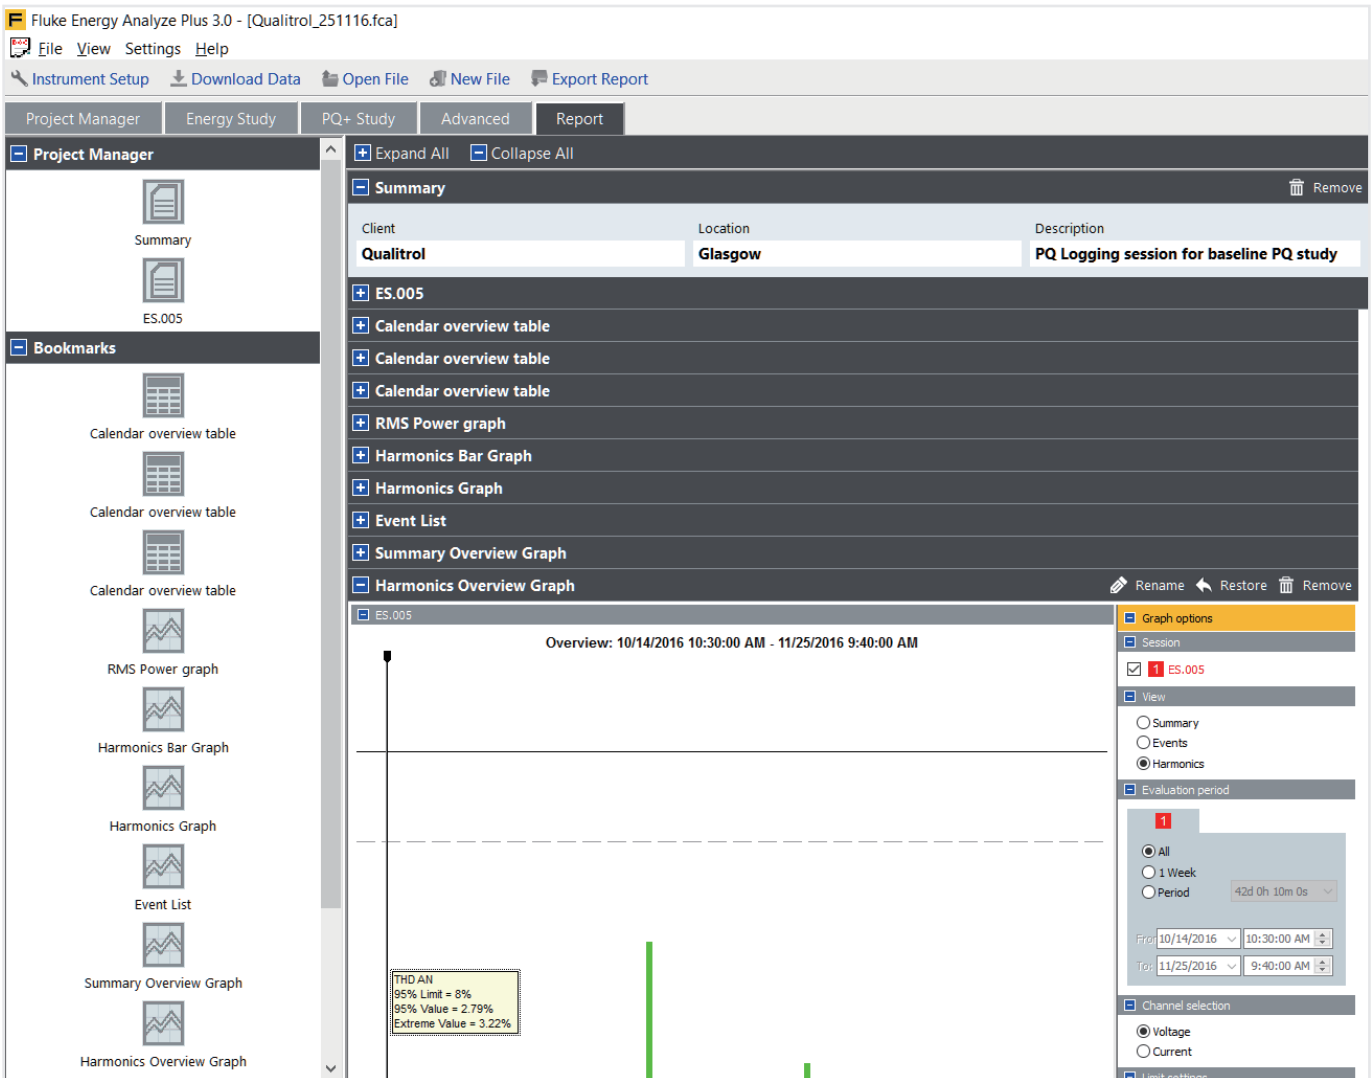 Fluke Energy Analyze Plus 3.0 - [Qualitrol_251116.fca]
File View Settings Help
Instrument Setup Download Data Open File New File Export Report
Project Manager Energy Study PQ+ Study Advanced Report
Project Manager
Summary
ES.005
Bookmarks
Calendar overview table
Calendar overview table
Calendar overview table
RMS Power graph
Harmonics Bar Graph
Harmonics Graph
Event List
Summary Overview Graph
Harmonics Overview Graph
Expand All Collapse All
Summary Remove
Client Location Description
Qualitrol Glasgow PQ Logging session for baseline PQ study
ES.005
Calendar overview table
Calendar overview table
Calendar overview table
RMS Power graph
Harmonics Bar Graph
Harmonics Graph
Event List
Summary Overview Graph
Harmonics Overview Graph Rename Restore Remove
ES.005
Overview: 10/14/2016 10:30:00 AM - 11/25/2016 9:40:00 AM
THD AN
95% Limit = 8%
95% Value = 2.79%
Extreme Value = 3.22%
Graph options
Session
1 ES.005
View
Summary
Events
Harmonics
Evaluation period
1
All
1 Week
Period 42d 0h 10m 0s
10/14/2016 10:30:00 AM
To: 11/25/2016 9:40:00 AM
Channel selection
Voltage
Current
Limit settings